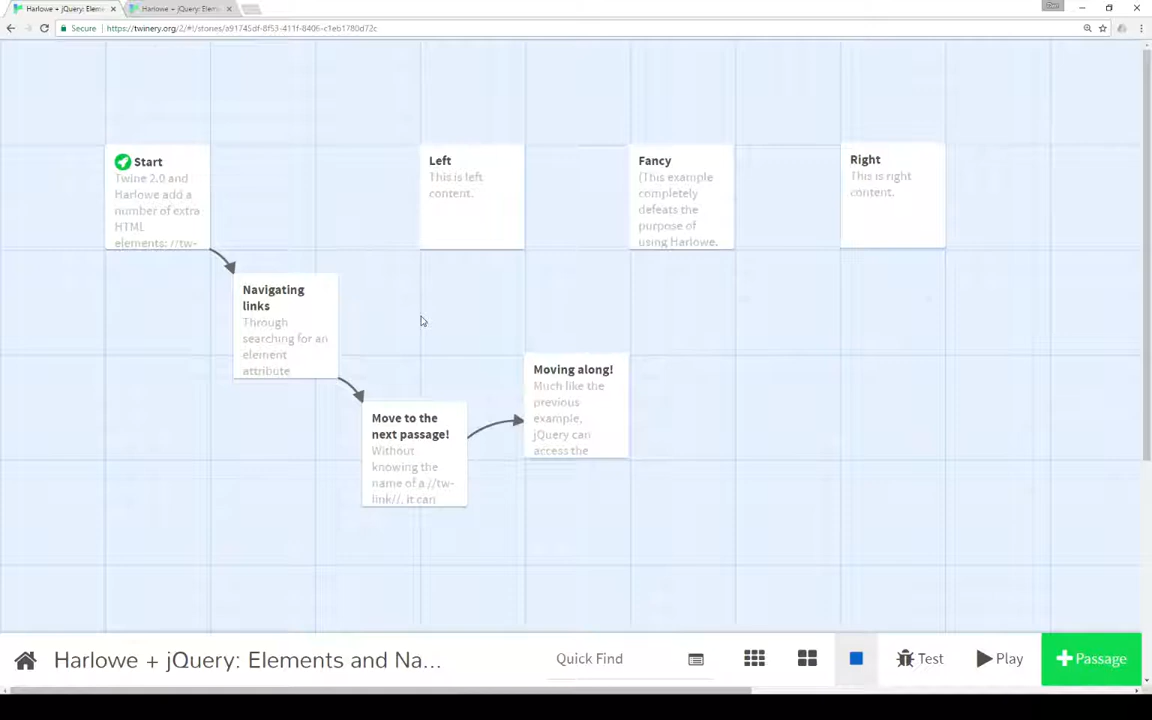 Harlowe + jQuery: Eleme
Harlowe + jQuery: Elem
Secure
https://twinery.org/2/#!/stories/a91745df-8f53-411f-8406-c1eb1780d72c
Start
Twine 2.0 and
Harlowe add a
number of extra
HTML
elements: //tw-
Left
This is left
content.
Fancy
(This example
completely
defeats the
purpose of
using Harlowe.
Right
This is right
content.
Navigating
links
Through
searching for an
element
attribute
Move to the
next passage!
Without
knowing the
name of a //tw-
link//, it can
Moving along!
Much like the
previous
example,
jQuery can
access the
Harlowe + jQuery: Elements and Na...
Quick Find
Test
Play
+Passage